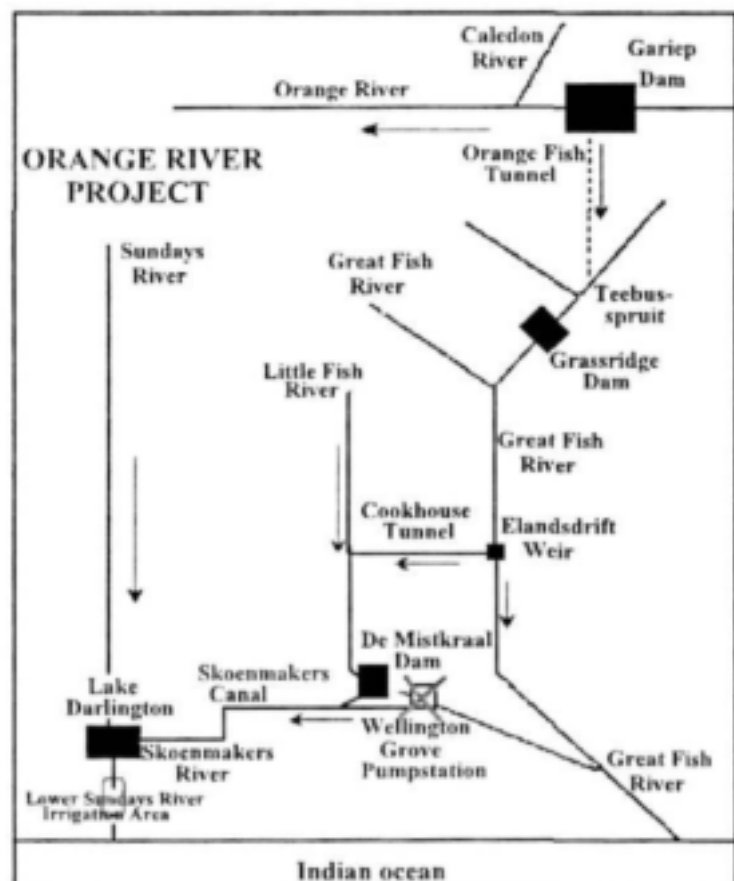 Caledon
River
Gariep
Dam
Orange River
ORANGE RIVER
PROJECT
Orange Fish
Tunnel
Sundays
River
Great Fish
River
Teebus-
spruit
Grassridge
Dam
Little Fish
River
Great Fish
River
Cookhouse
Tunnel
Elandsdrift
Weir
De Mistkraal
Dam
Skoenmakers
Canal
Lake
Darlington
Skoenmakers
River
Wellington
Grove
Pumpstation
Great Fish
River
Lower Sundays River
Irrigation Area
Indian ocean